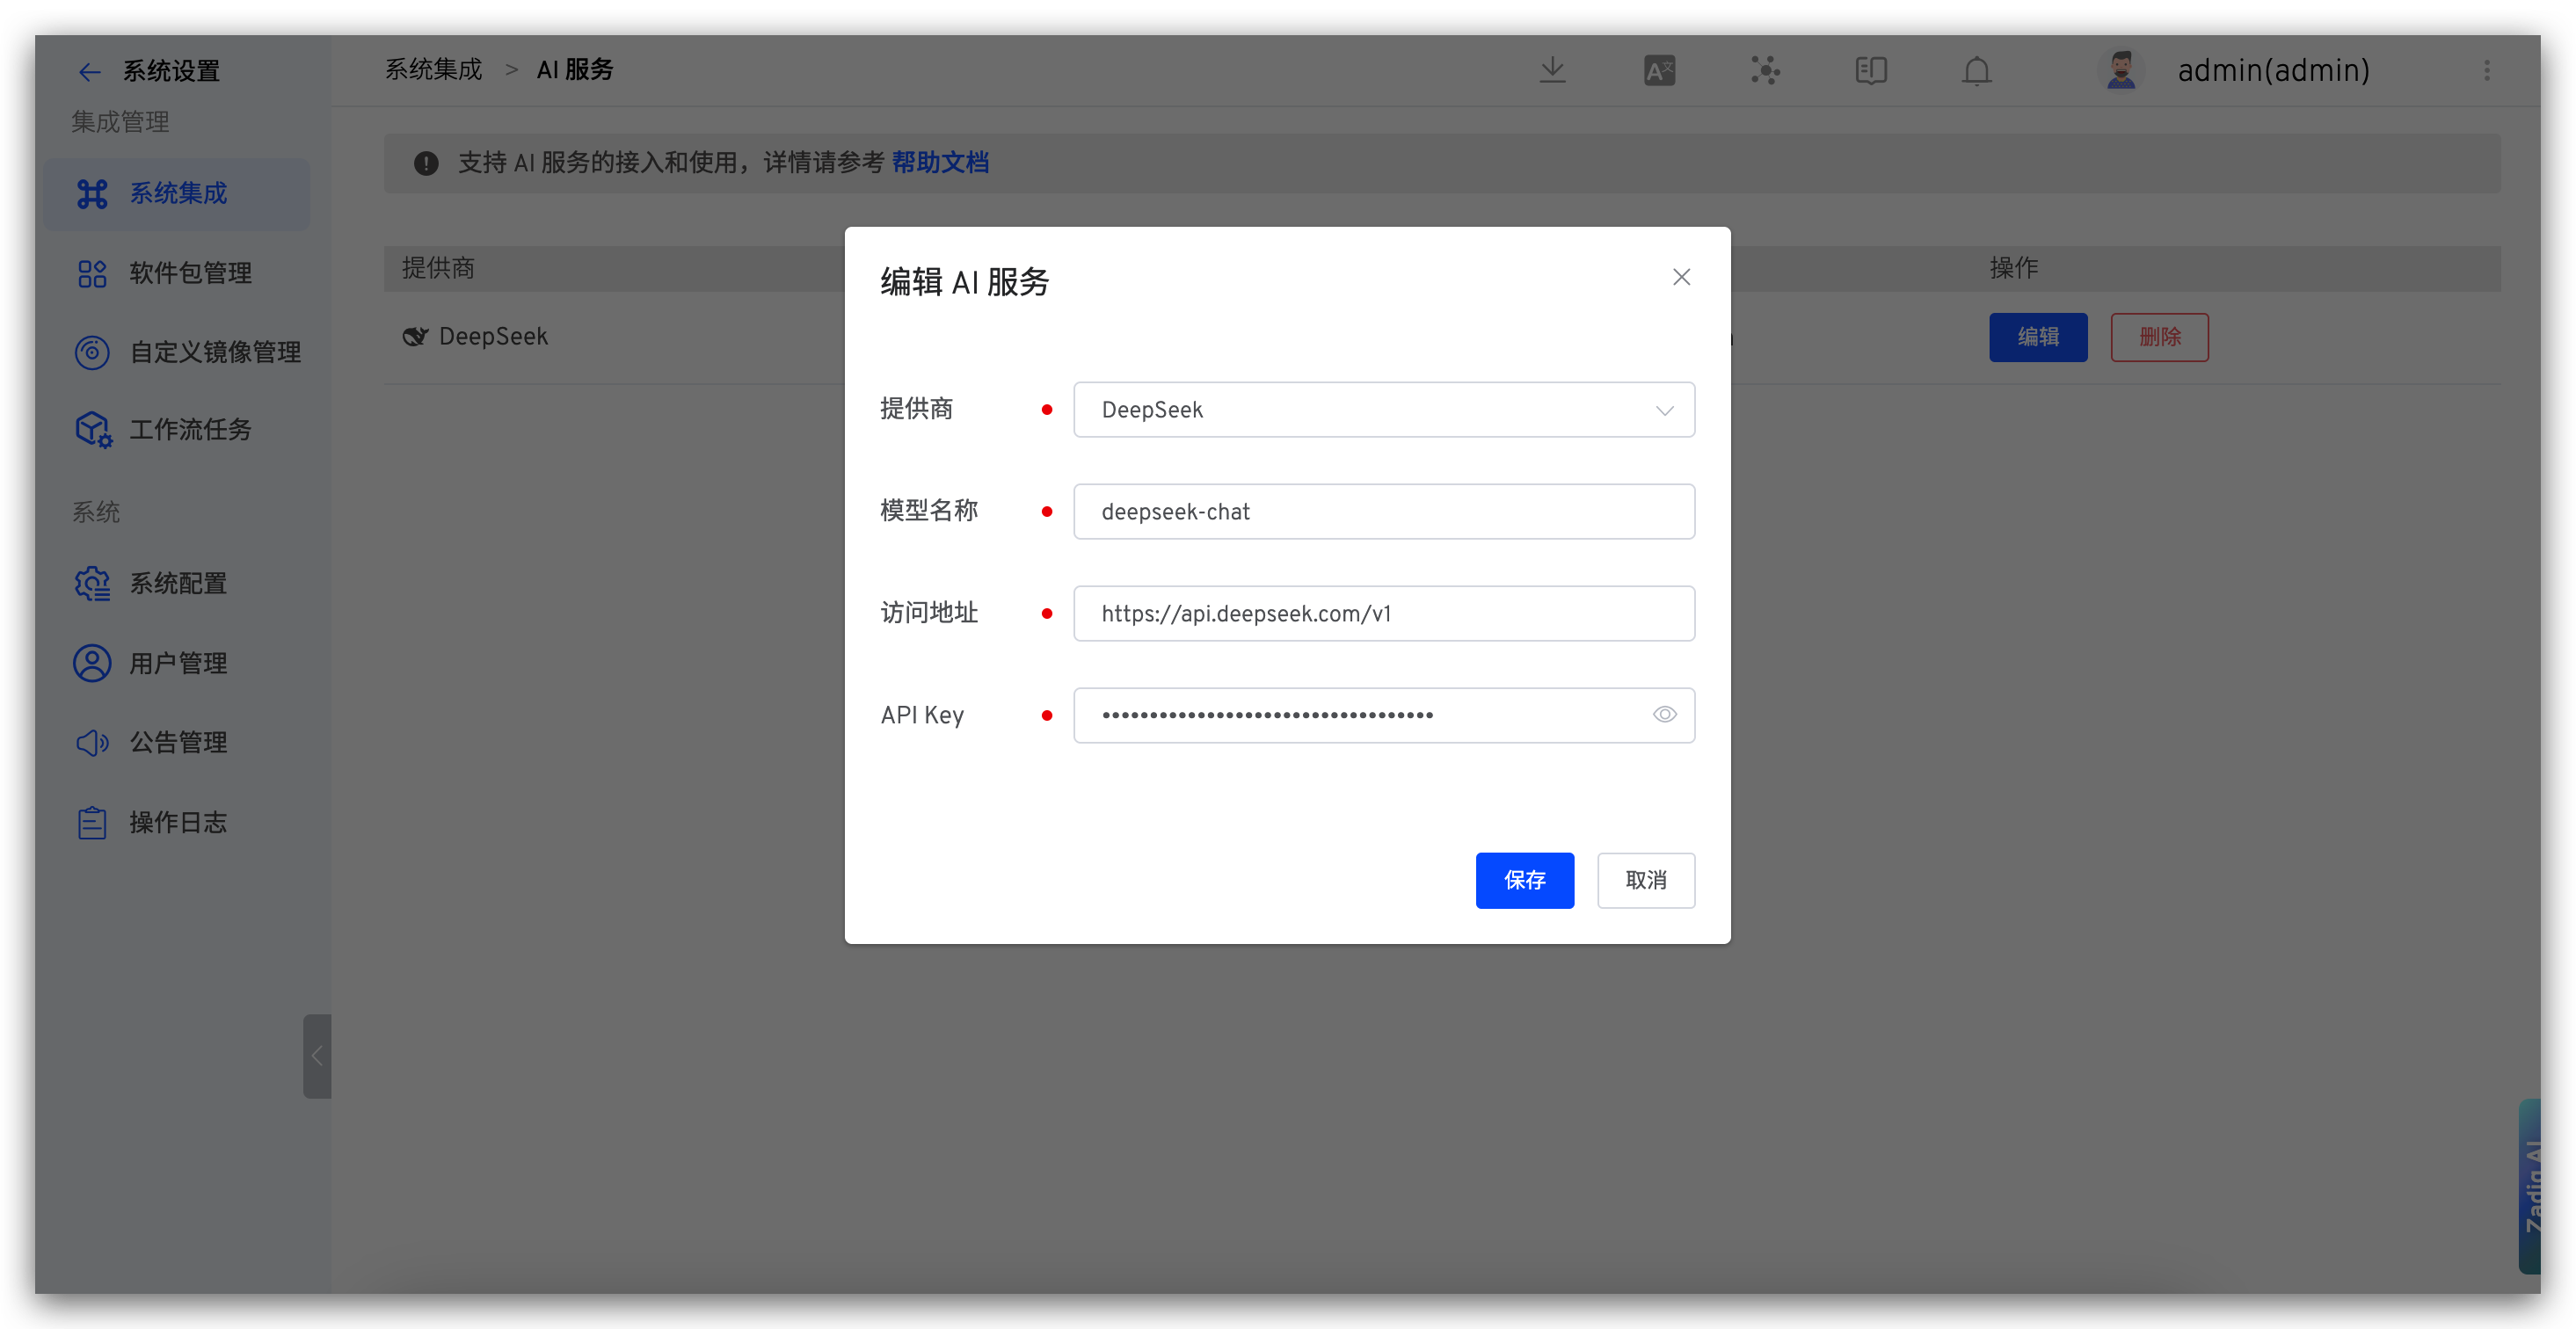 系统设置
系统集成 > AI 服务
admin(admin)
集成管理
系统集成
软件包管理
自定义镜像管理
工作流任务
系统
系统配置
用户管理
公告管理
操作日志
支持 AI 服务的接入和使用，详情请参考 帮助文档
提供商
操作
DeepSeek
编辑
删除
编辑 AI 服务
提供商
DeepSeek
模型名称
deepseek-chat
访问地址
https://api.deepseek.com/v1
API Key
••••••••••••••••••••••••••••••••••• 
保存
取消
Zadig AI